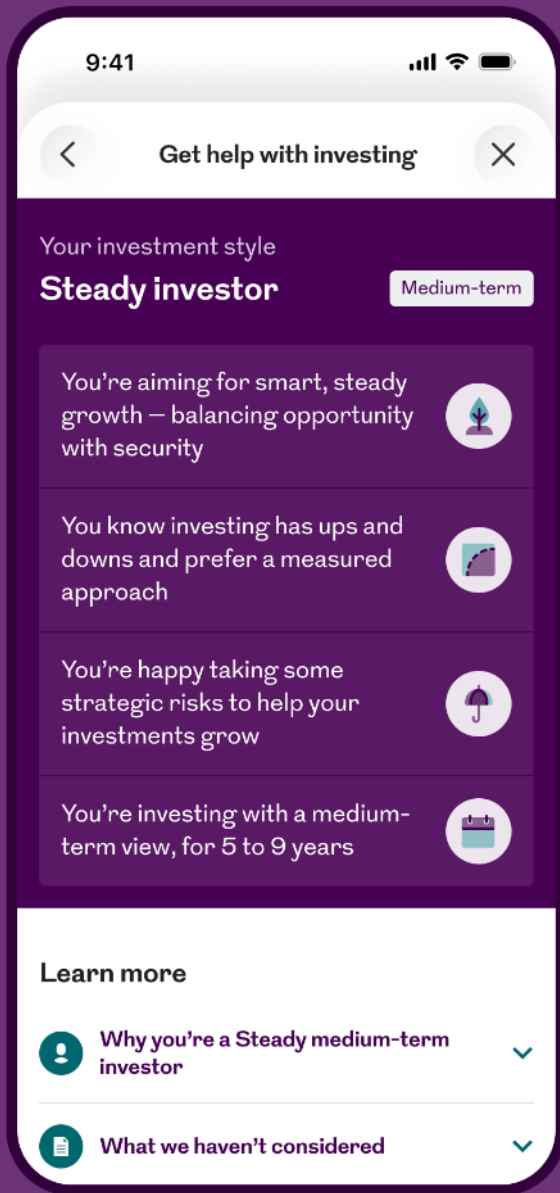 9:41
Get help with investing
Your investment style
Steady investor
Medium-term
You’re aiming for smart, steady
growth – balancing opportunity
with security
You know investing has ups and
downs and prefer a measured
approach
You’re happy taking some
strategic risks to help your
investments grow
You’re investing with a medium-
term view, for 5 to 9 years
Learn more
Why you’re a Steady medium-term
investor
What we haven’t considered